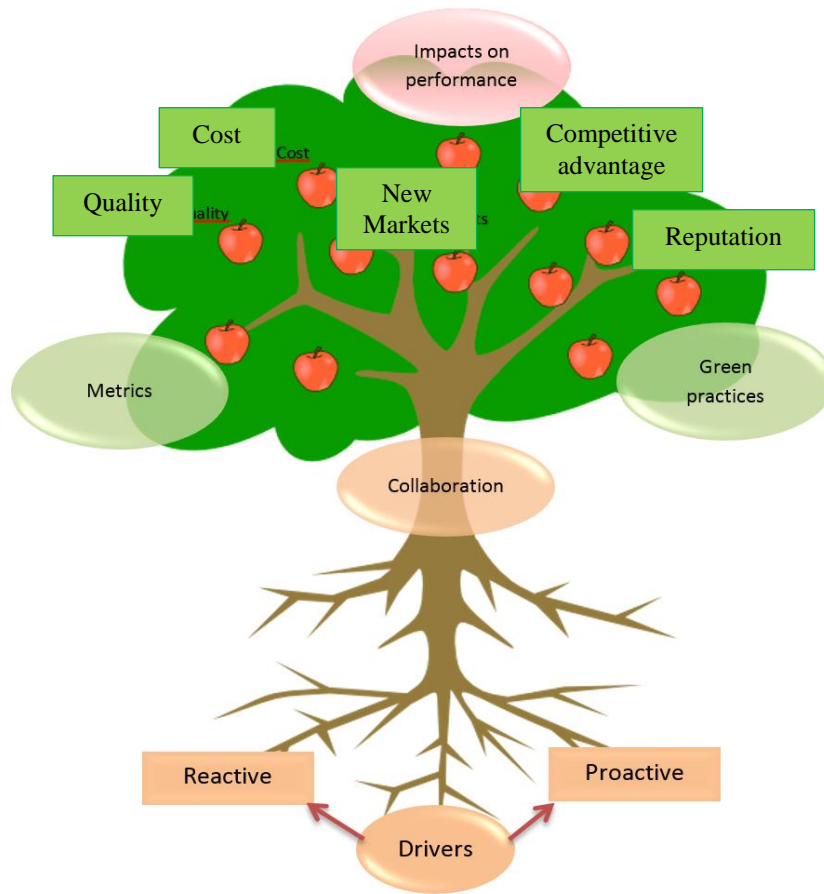 Impacts on
performance
Cost
Competitive
advantage
Cost
Quality
New
Markets
Reputation
Metrics
Green
practices
Collaboration
Reactive
Proactive
Drivers